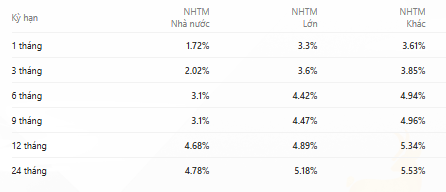 Kỳ hạn NHTM Nhà nước NHTM Lớn NHTM Khác
1 tháng 1.72% 3.3% 3.61%
3 tháng 2.02% 3.6% 3.85%
6 tháng 3.1% 4.42% 4.94%
9 tháng 3.1% 4.47% 4.96%
12 tháng 4.68% 4.89% 5.34%
24 tháng 4.78% 5.18% 5.53%